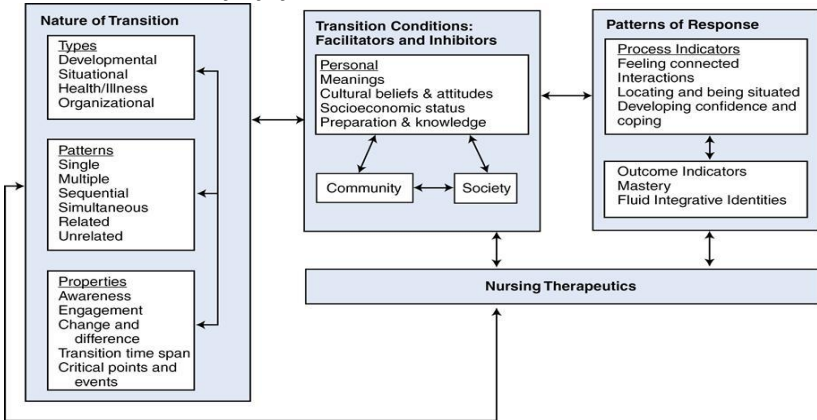 Nature of Transition
Types
Developmental
Situational
Health/Illness
Organizational
Patterns
Single
Multiple
Sequential
Simultaneous
Related
Unrelated
Properties
Awareness
Engagement
Change and
difference
Transition time span
Critical points and
events
Transition Conditions:
Facilitators and Inhibitors
Personal
Meanings
Cultural beliefs & attitudes
Socioeconomic status
Preparation & knowledge
Community
Society
Patterns of Response
Process Indicators
Feeling connected
Interactions
Locating and being situated
Developing confidence and
coping
Outcome Indicators
Mastery
Fluid Integrative Identities
Nursing Therapeutics